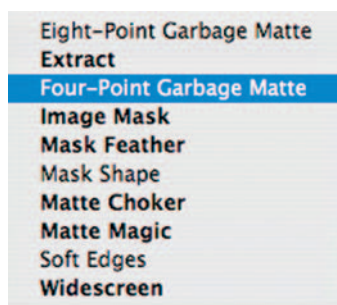 Eight-Point Garbage Matte
Extract
Four-Point Garbage Matte
Image Mask
Mask Feather
Mask Shape
Matte Choker
Matte Magic
Soft Edges
Widescreen